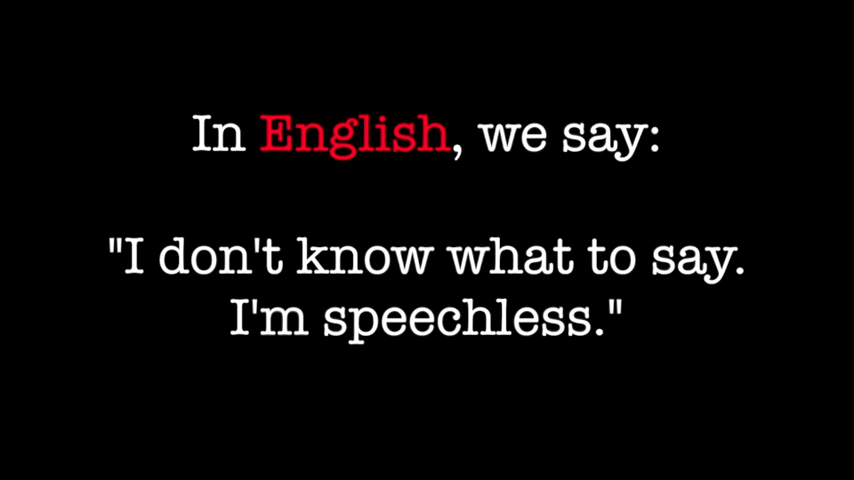 In English, we say:
"I don't know what to say.
I'm speechless."